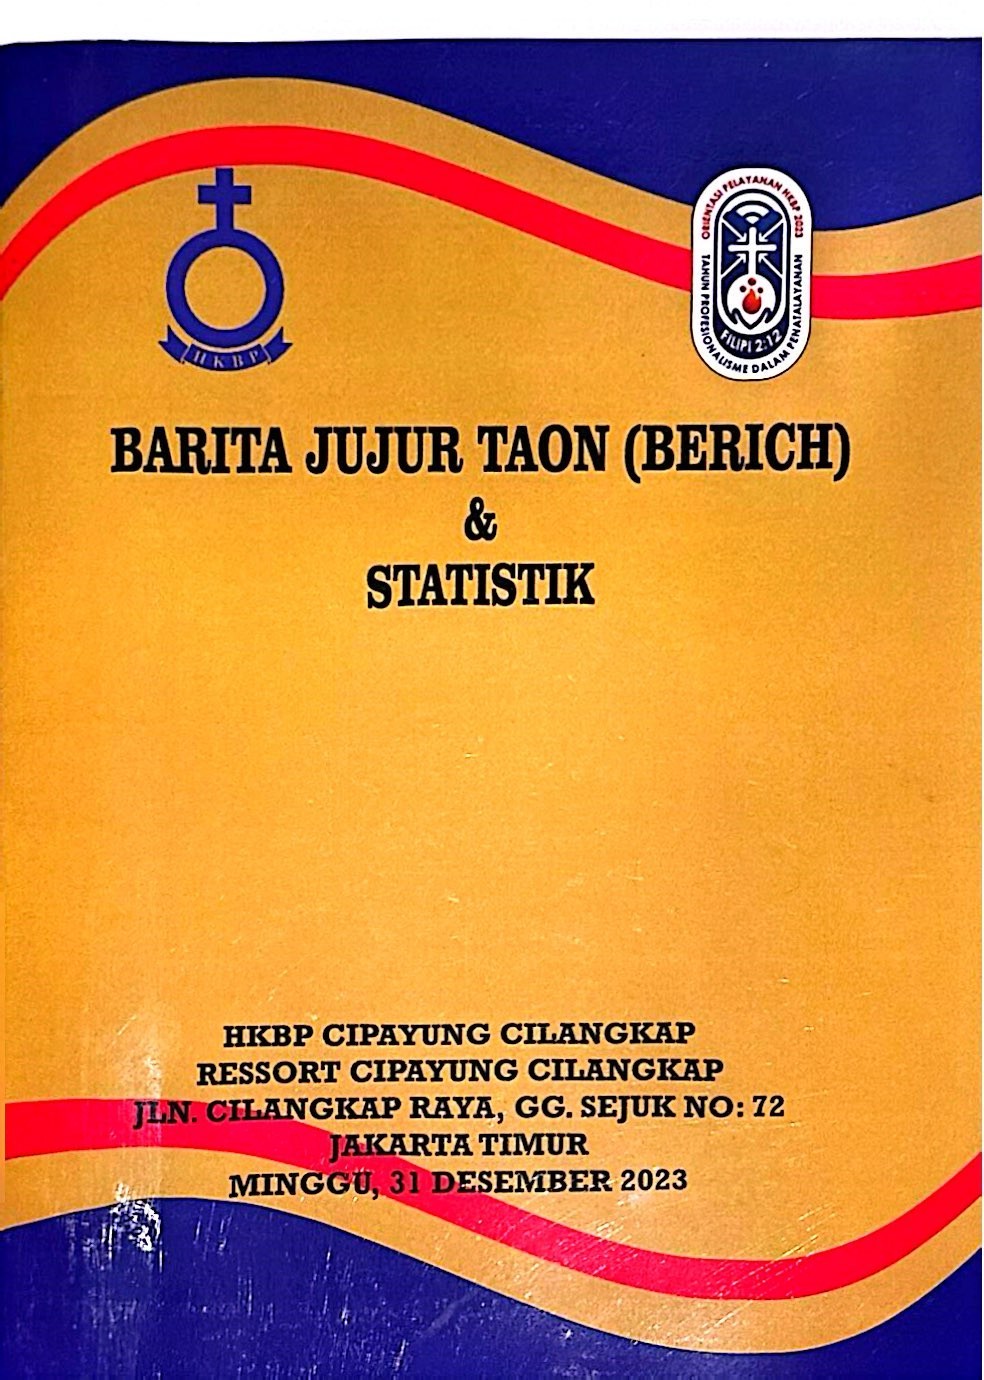 HKBP
ORIENTASI PELAYANAN HKBP 2023
TAHUN PROFESIONALISME DALAM PENATALAYANAN
FILIPI 2:12
BARITA JUJUR TAON (BERICH)
&
STATISTIK
HKBP CIPAYUNG CILANGKAP
RESSORT CIPAYUNG CILANGKAP
JLN. CILANGKAP RAYA, GG. SEJUK NO: 72
JAKARTA TIMUR
MINGGU, 31 DESEMBER 2023